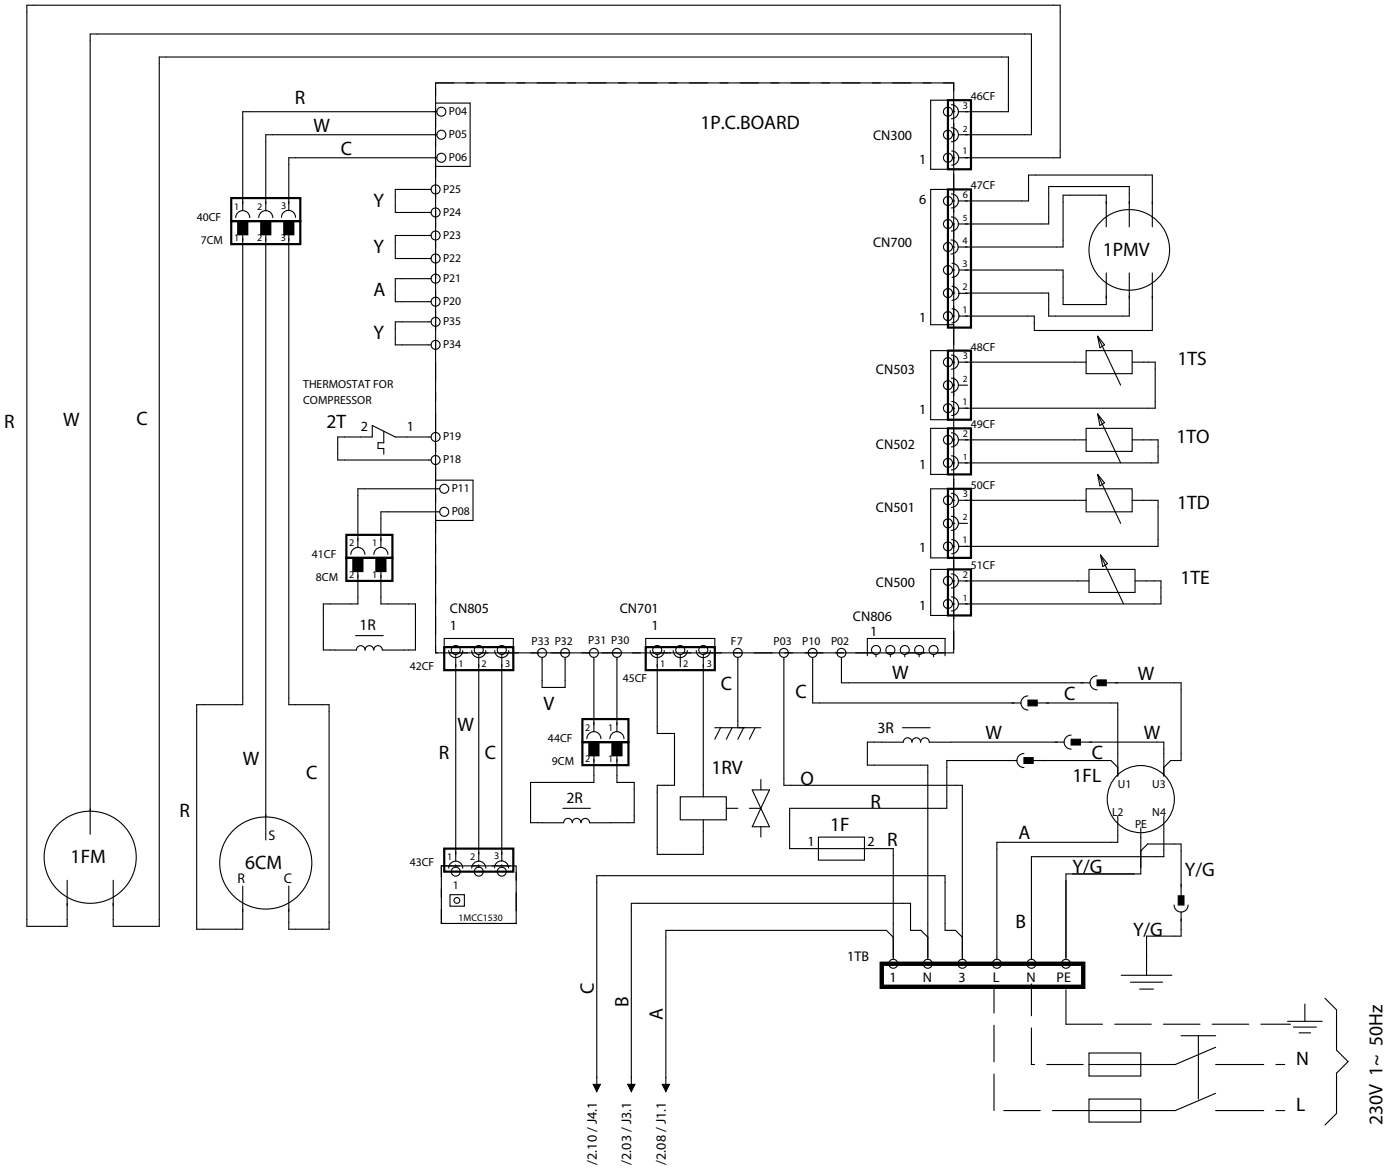 R
W
C
P04
P05
P06
1P.C.BOARD
46CF
3
CN300
2
1
1
P25
Y
P24
P23
Y
P22
P21
A
P20
P35
Y
P34
1 2 3
40CF
7CM
1 2 3
47CF
6
6
5
CN700
4
3
2
1
1
1PMV
48CF
3
CN503
2
1
1
1TS
THERMOSTAT FOR
COMPRESSOR
2T
2
1
P19
P18
49CF
2
CN502
1
1
1TO
R
W
C
P11
P08
50CF
3
CN501
2
1
1
1TD
2 1
41CF
8CM
2 1
51CF
2
CN500
1
1
1TE
1R
CN805
1
CN701
1
CN806
1
P33 P32
P31 P30
F7
P03 P10 P02
42CF
1 2 3
45CF
1 2 3
W
W
C
C
C
V
W
R
C
44CF
2 1
9CM
2 1
3R
W
W
C
1FL
U1
U3
L2
N4
PE
1RV
O
R
2R
W
C
R
1F
1
2
R
A
1FM
S
6CM
R
C
43CF
1 2 3
1
1MCC1530
Y/G
Y/G
B
Y/G
1TB
1 N 3 L N PE
C
B
A
N
L
230V 1~ 50Hz
/2.10 / J4.1
/2.03 / J3.1
/2.08 / J1.1